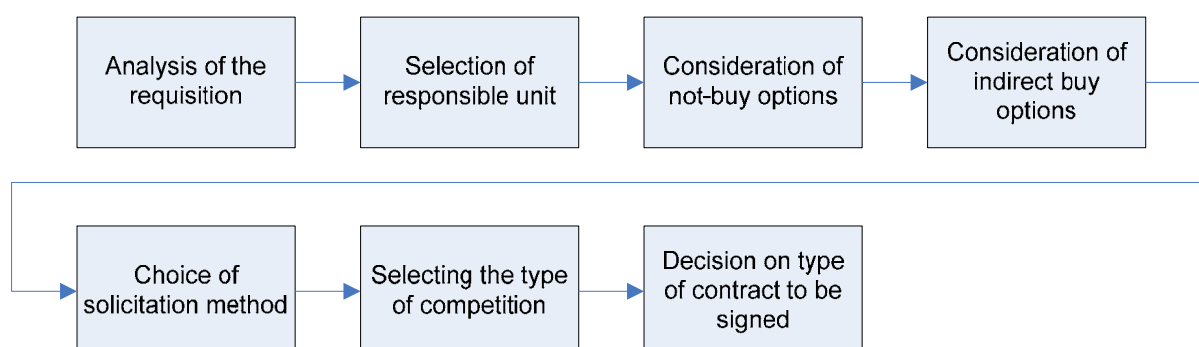 Analysis of the
requisition
Selection of
responsible unit
Consideration of
not-buy options
Consideration of
indirect buy
options
Choice of
solicitation method
Selecting the type
of competition
Decision on type
of contract to be
signed